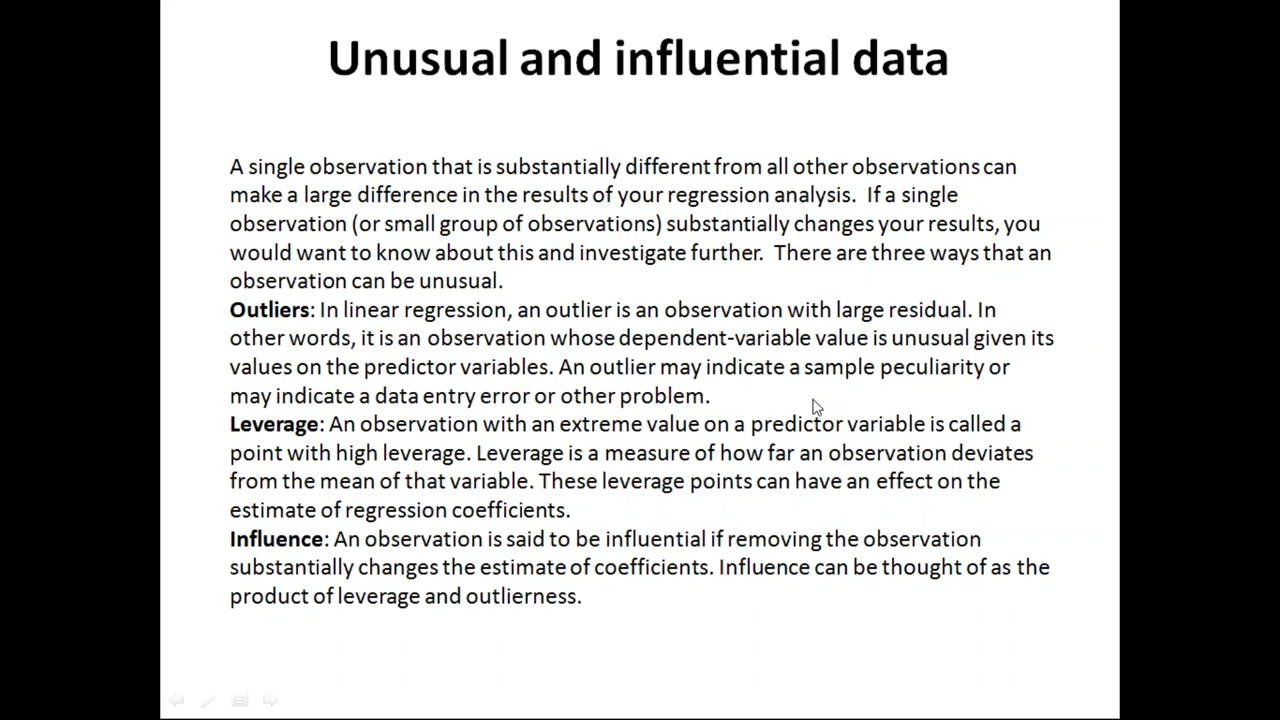 Unusual and influential data
A single observation that is substantially different from all other observations can
make a large difference in the results of your regression analysis.  If a single
observation (or small group of observations) substantially changes your results, you
would want to know about this and investigate further.  There are three ways that an
observation can be unusual.
Outliers: In linear regression, an outlier is an observation with large residual. In
other words, it is an observation whose dependent-variable value is unusual given its
values on the predictor variables. An outlier may indicate a sample peculiarity or
may indicate a data entry error or other problem.
Leverage: An observation with an extreme value on a predictor variable is called a
point with high leverage. Leverage is a measure of how far an observation deviates
from the mean of that variable. These leverage points can have an effect on the
estimate of regression coefficients.
Influence: An observation is said to be influential if removing the observation
substantially changes the estimate of coefficients. Influence can be thought of as the
product of leverage and outlierness.